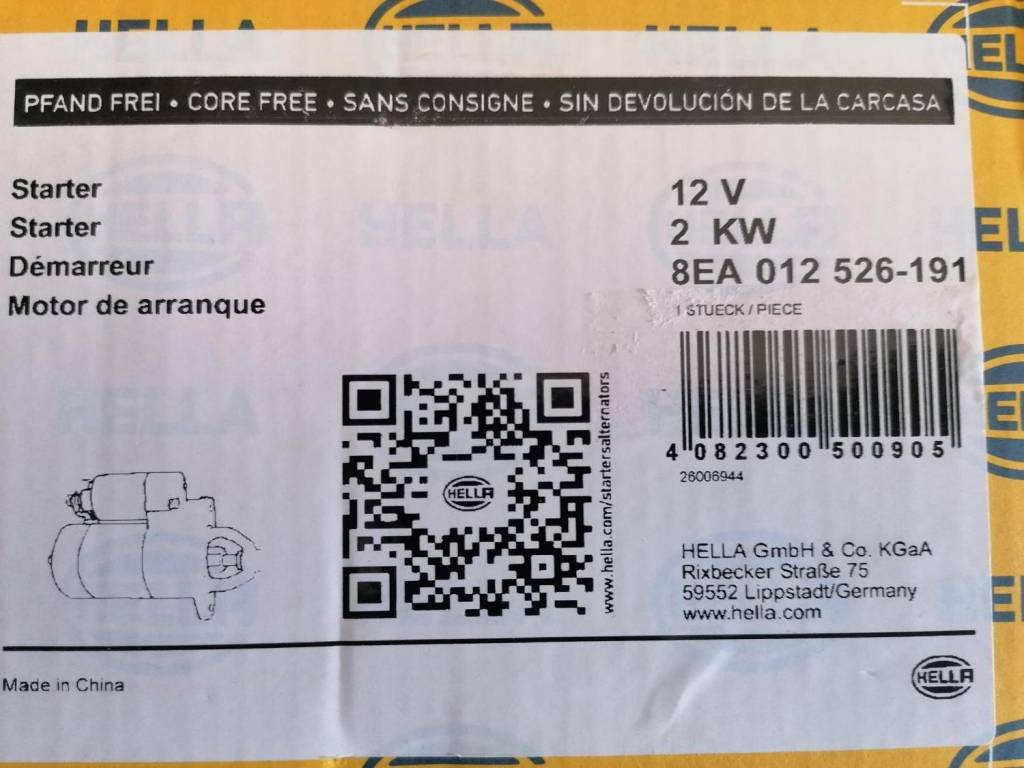 PFAND FREI • CORE FREE • SANS CONSIGNE • SIN DEVOLUCIÓN DE LA CARCASA
Starter
Starter
Démarreur
Motor de arranque
12 V
2 KW
8EA 012 526-191
1 STUECK / PIECE
4 082300 500905
26006944
www.hella.com/startersalternators
HELLA
HELLA GmbH & Co. KGaA
Rixbecker Straße 75
59552 Lippstadt/Germany
www.hella.com
Made in China
HELLA